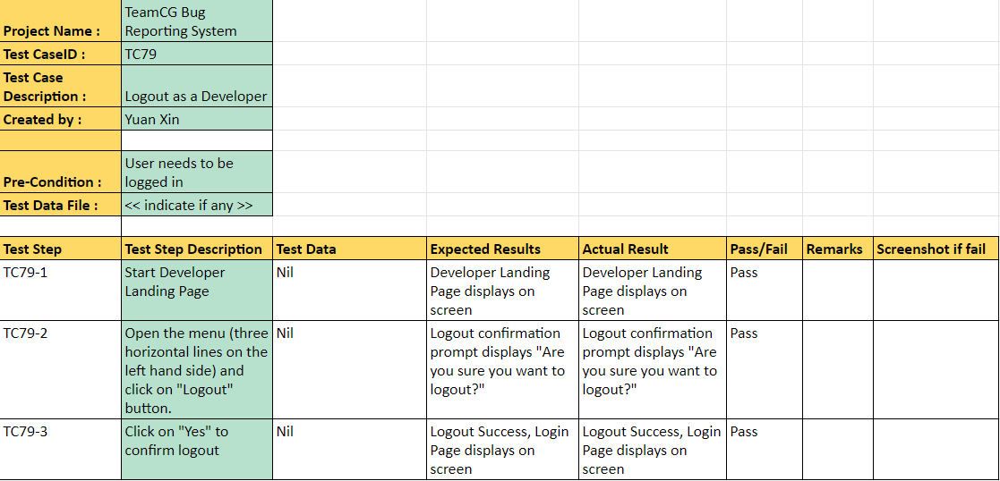 Project Name :
TeamCG Bug
Reporting System
Test CaseID :
TC79
Test Case
Description :
Logout as a Developer
Created by :
Yuan Xin
Pre-Condition :
User needs to be
logged in
Test Data File :
<< indicate if any >>
Test Step
Test Step Description
Test Data
Expected Results
Actual Result
Pass/Fail
Remarks
Screenshot if fail
TC79-1
Start Developer
Landing Page
Nil
Developer Landing
Page displays on
screen
Developer Landing
Page displays on
screen
Pass
TC79-2
Open the menu (three
horizontal lines on the
left hand side) and
click on "Logout"
button.
Nil
Logout confirmation
prompt displays "Are
you sure you want to
logout?"
Logout confirmation
prompt displays "Are
you sure you want to
logout?"
Pass
TC79-3
Click on "Yes" to
confirm logout
Nil
Logout Success, Login
Page displays on
screen
Logout Success, Login
Page displays on
screen
Pass